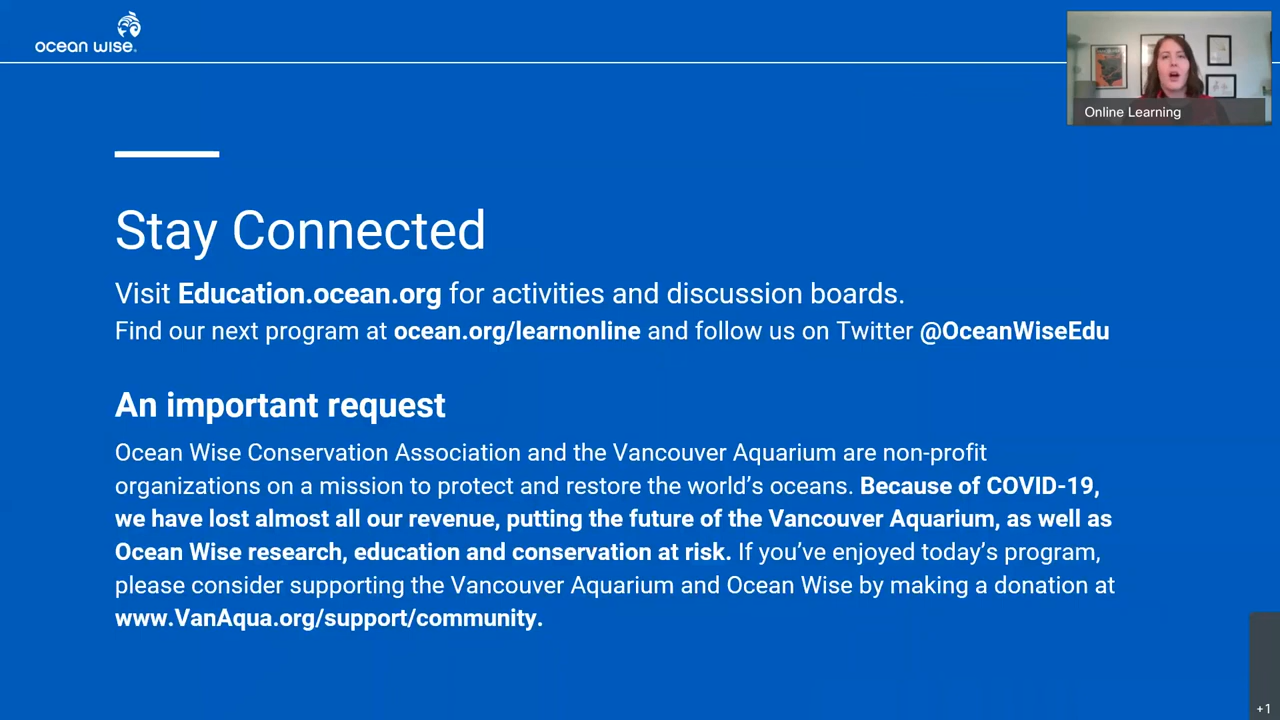 ocean wise
Online Learning
Stay Connected
Visit Education.ocean.org for activities and discussion boards.
Find our next program at ocean.org/learnonline and follow us on Twitter @OceanWiseEdu
An important request
Ocean Wise Conservation Association and the Vancouver Aquarium are non-profit
organizations on a mission to protect and restore the world’s oceans. Because of COVID-19,
we have lost almost all our revenue, putting the future of the Vancouver Aquarium, as well as
Ocean Wise research, education and conservation at risk. If you’ve enjoyed today’s program,
please consider supporting the Vancouver Aquarium and Ocean Wise by making a donation at
www.VanAqua.org/support/community.
+1